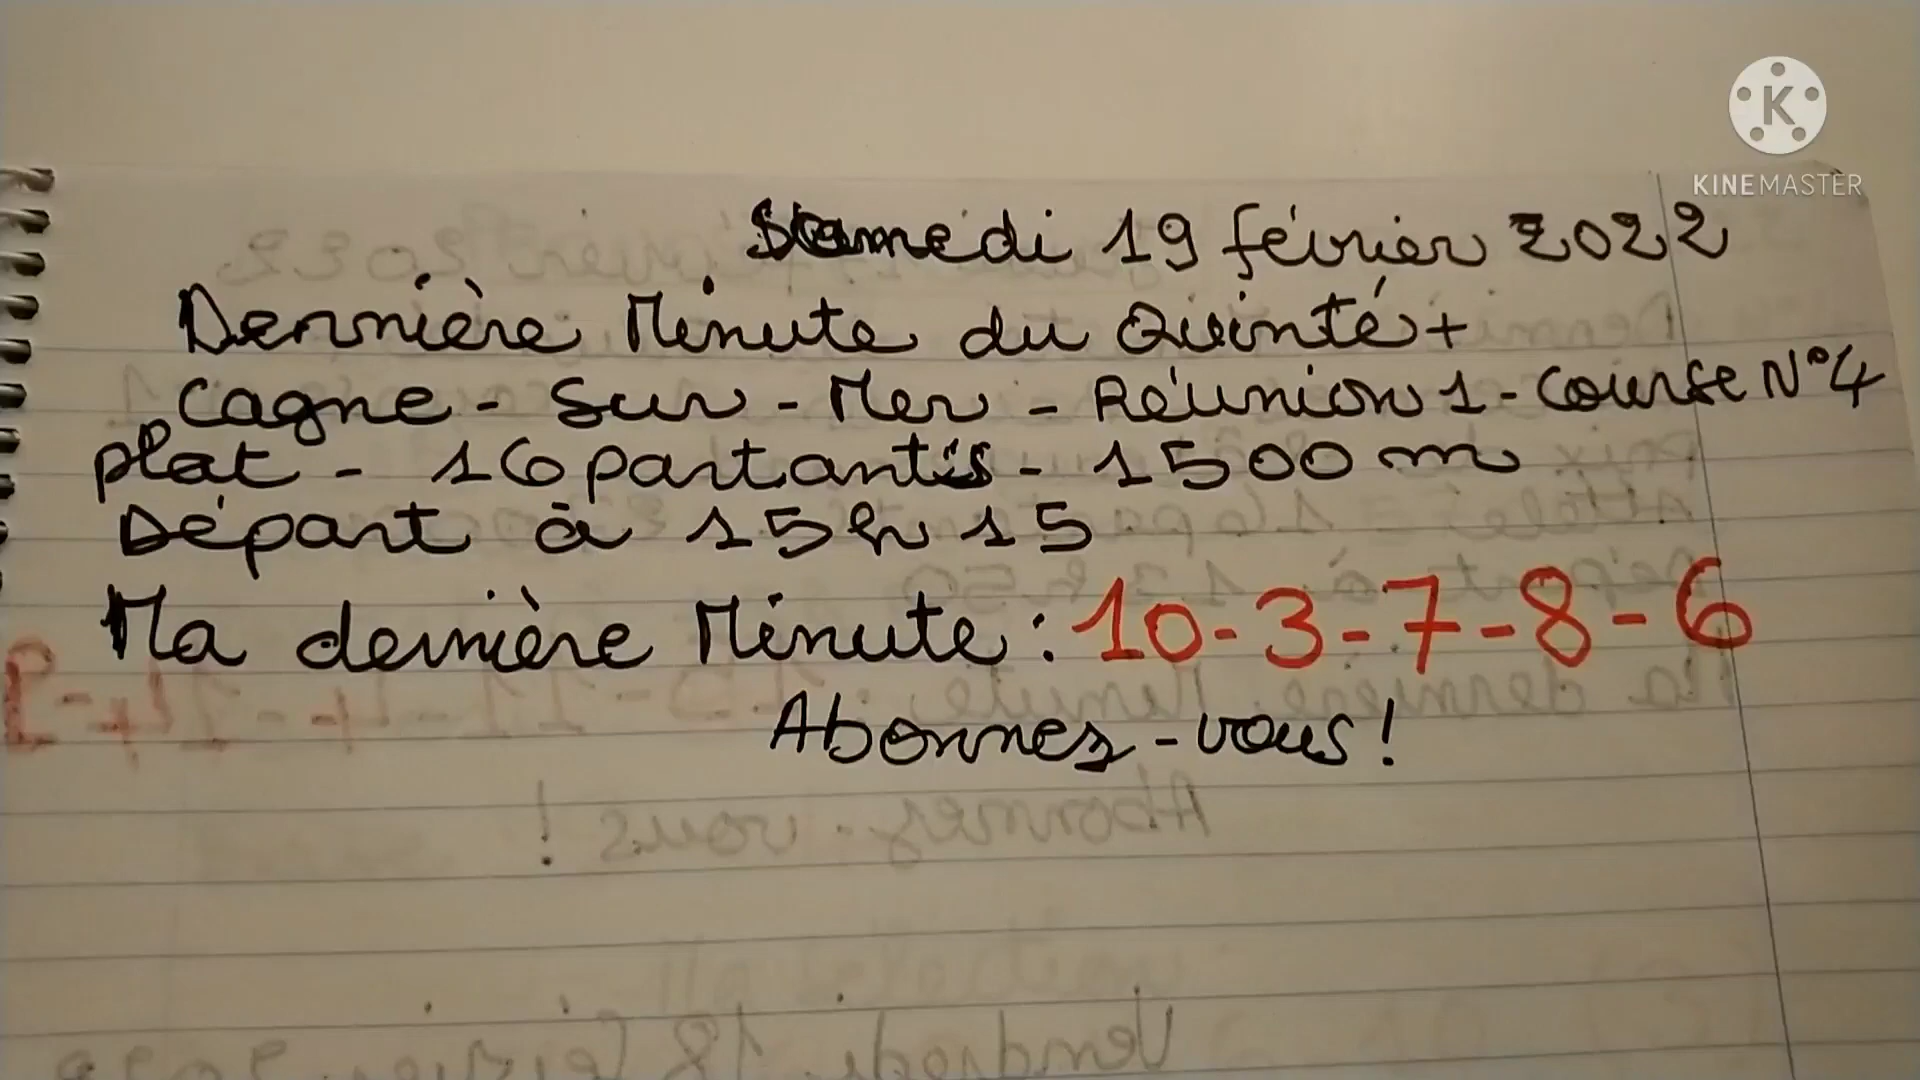 K
KINEMASTER
Samedi 19 février 2022
Dernière Minute du Quinté+
Cagne - Sur - Mer - Réunion 1 - Course N°4
plat - 16 partants - 1500 m
Départ à 15h15
Ma dernière Minute : 10 - 3 - 7 - 8 - 6
Abonnez - vous !